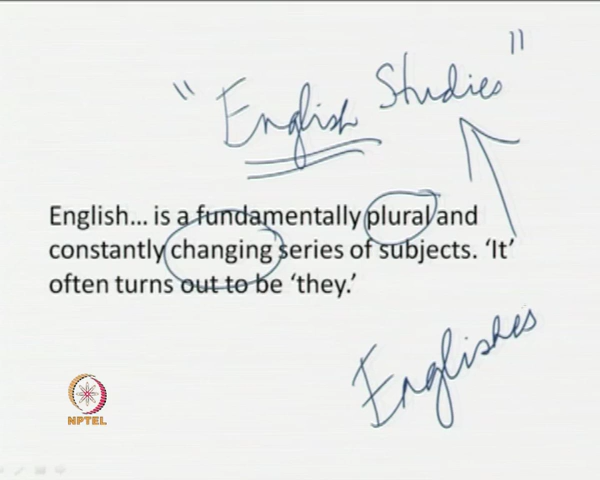 "English Studies"
English... is a fundamentally plural and
constantly changing series of subjects. 'It'
often turns out to be 'they.'
Englishes
NPTEL